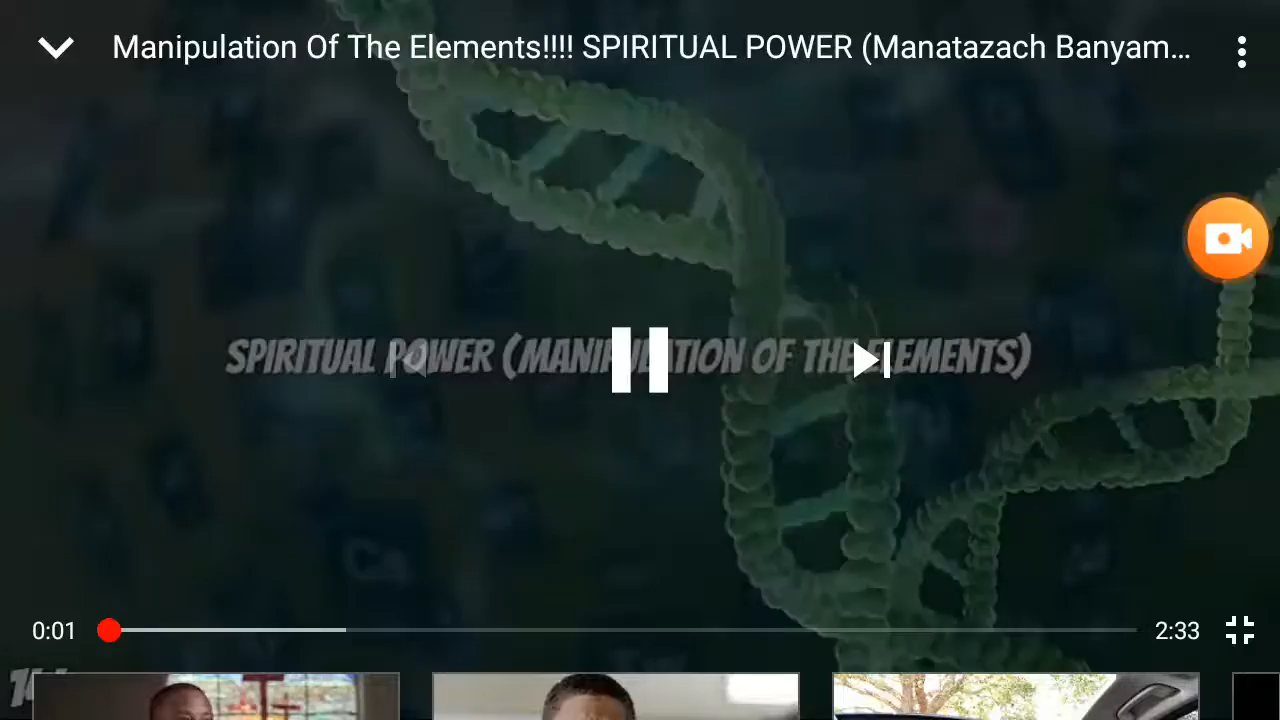 Manipulation Of The Elements!!!! SPIRITUAL POWER (Manatazach Banyam...
SPIRITUAL POWER (MANIPULATION OF THE ELEMENTS)
0:01
2:33